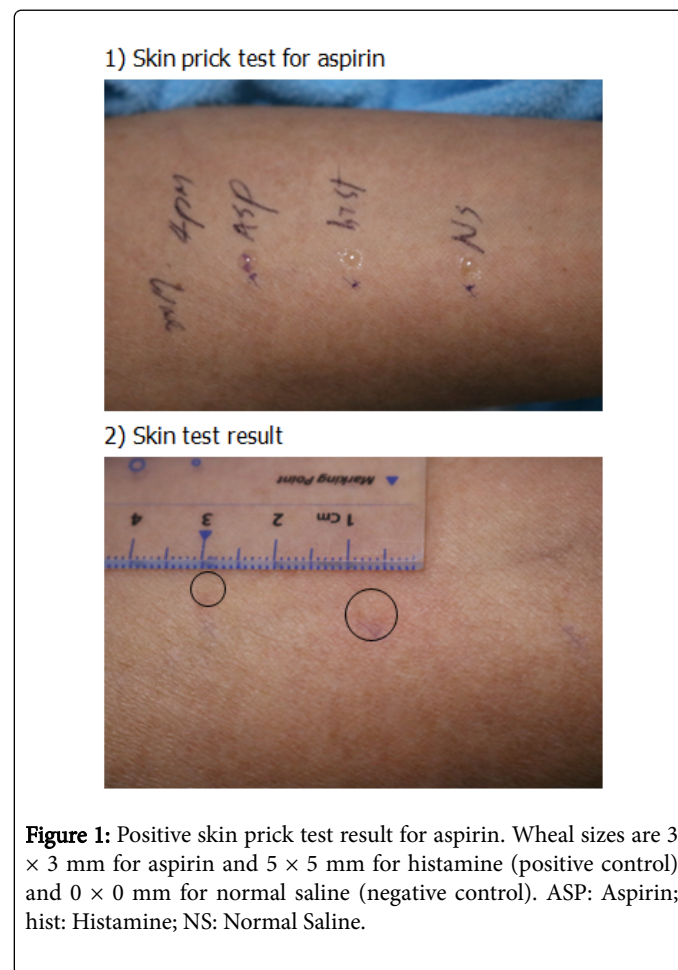 1) Skin prick test for aspirin
ASP
hist
NS
2) Skin test result
Marking Point
4 3 2 1 Cm
Figure 1: Positive skin prick test result for aspirin. Wheal sizes are 3
× 3 mm for aspirin and 5 × 5 mm for histamine (positive control)
and 0 × 0 mm for normal saline (negative control). ASP: Aspirin;
hist: Histamine; NS: Normal Saline.